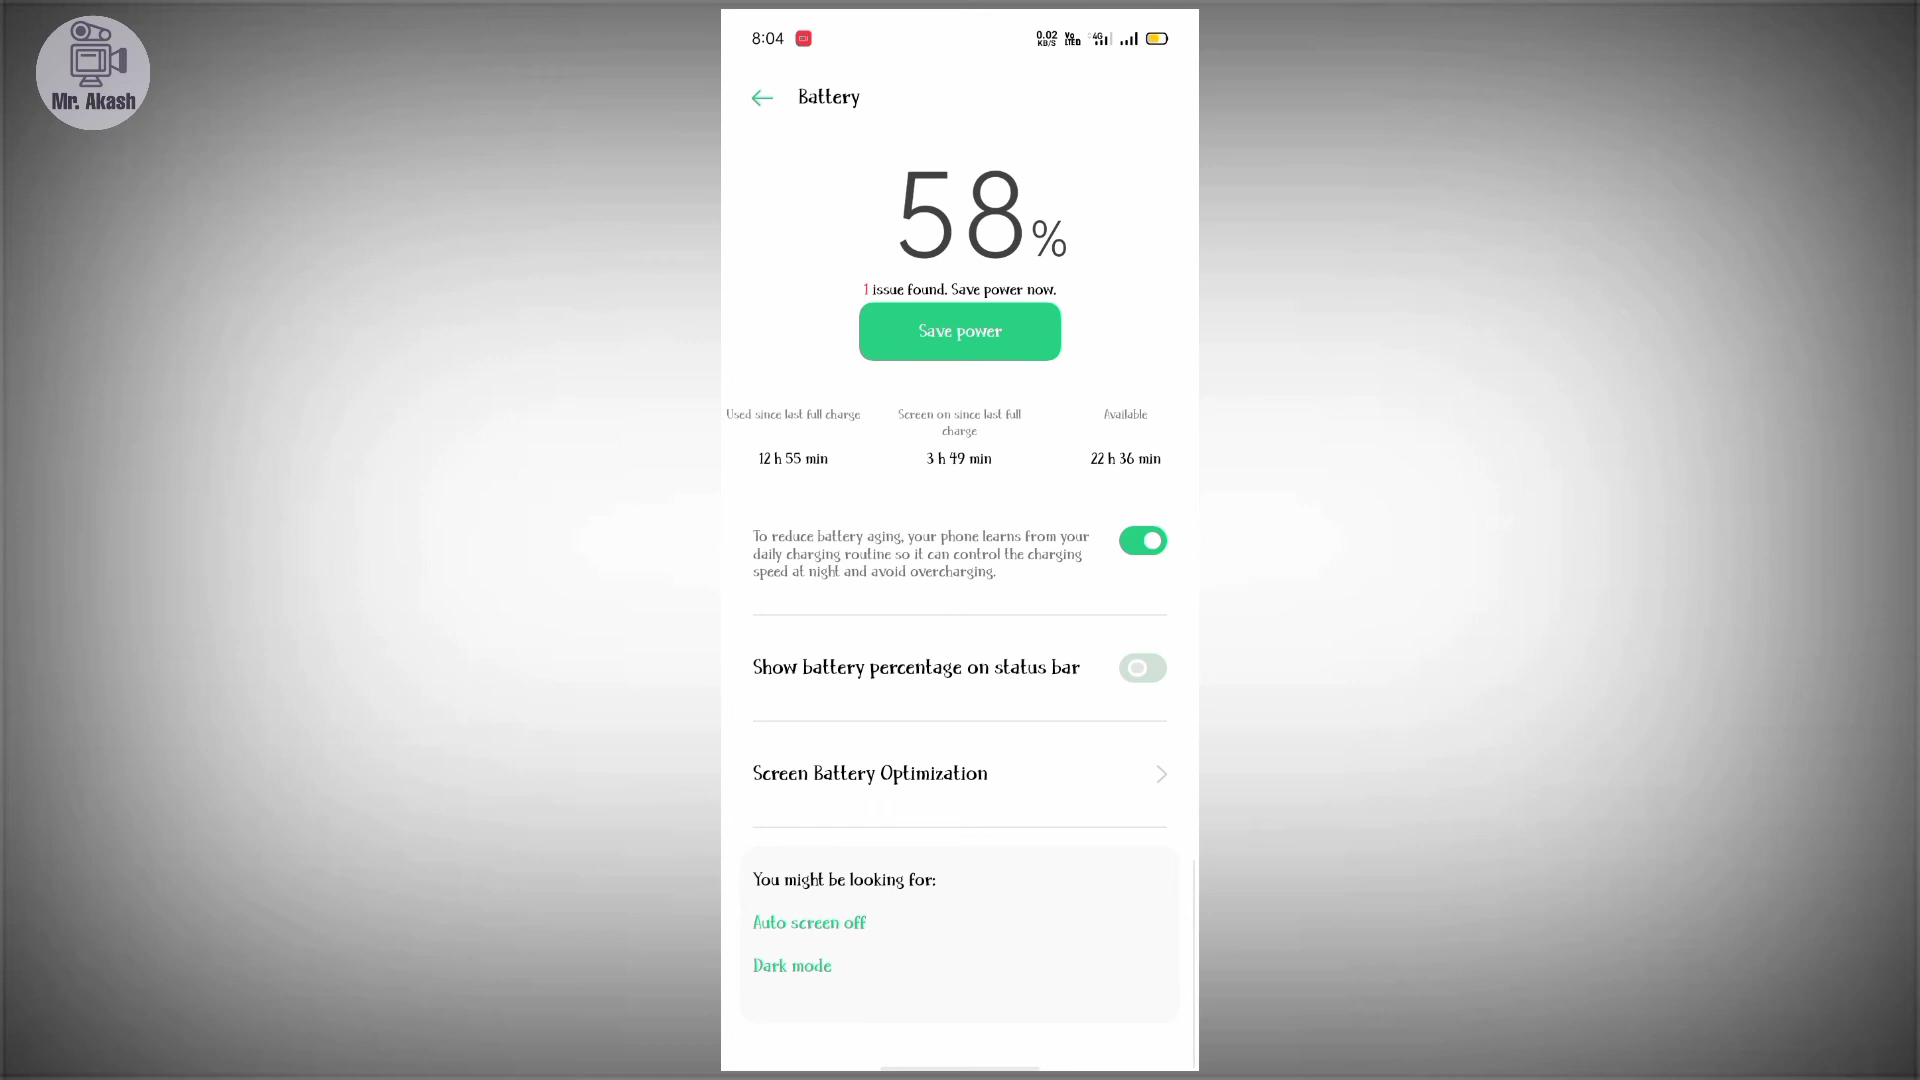 Mr. Akash
8:04
0.02 KB/S Vo LTED 4G
Battery
58%
1 issue found. Save power now.
Save power
Used since last full charge
Screen on since last full
charge
Available
12 h 55 min
3 h 49 min
22 h 36 min
To reduce battery aging, your phone learns from your
daily charging routine so it can control the charging
speed at night and avoid overcharging.
Show battery percentage on status bar
Screen Battery Optimization
You might be looking for:
Auto screen off
Dark mode